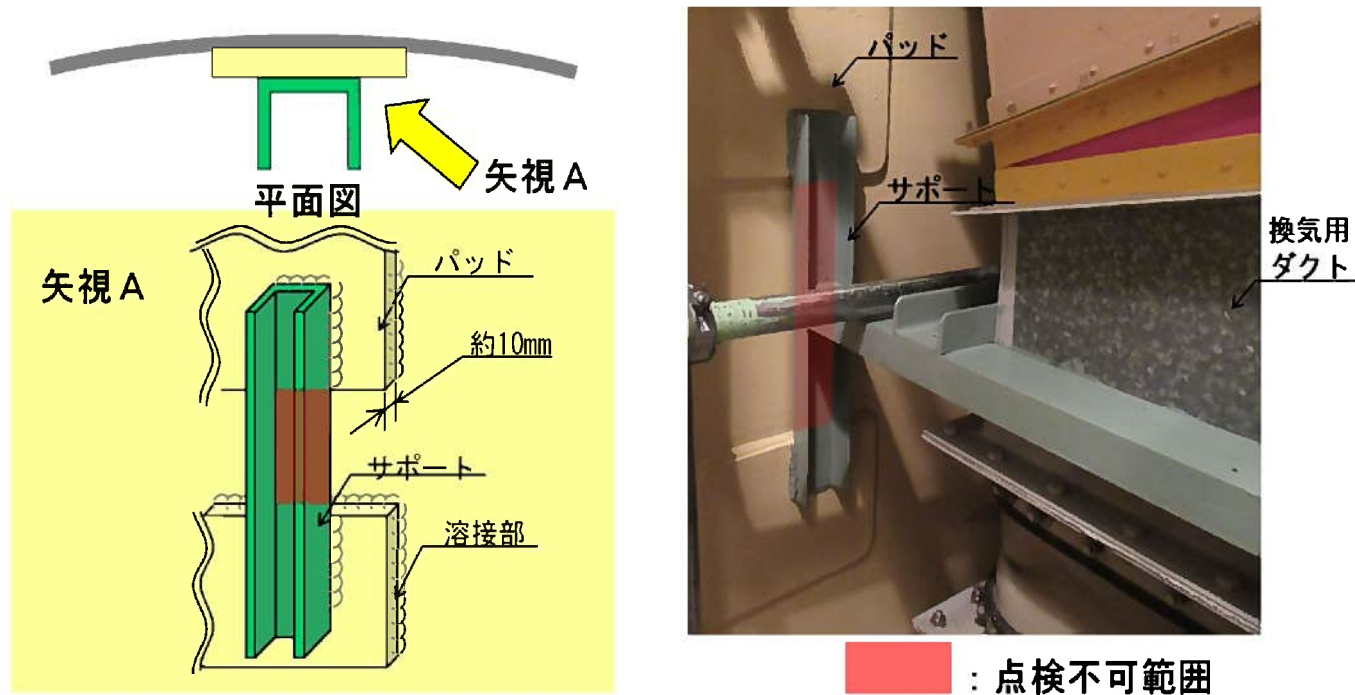 矢視A
平面図
矢視A
パッド
約10mm
サポート
溶接部
パッド
サポート
換気用
ダクト
：点検不可範囲